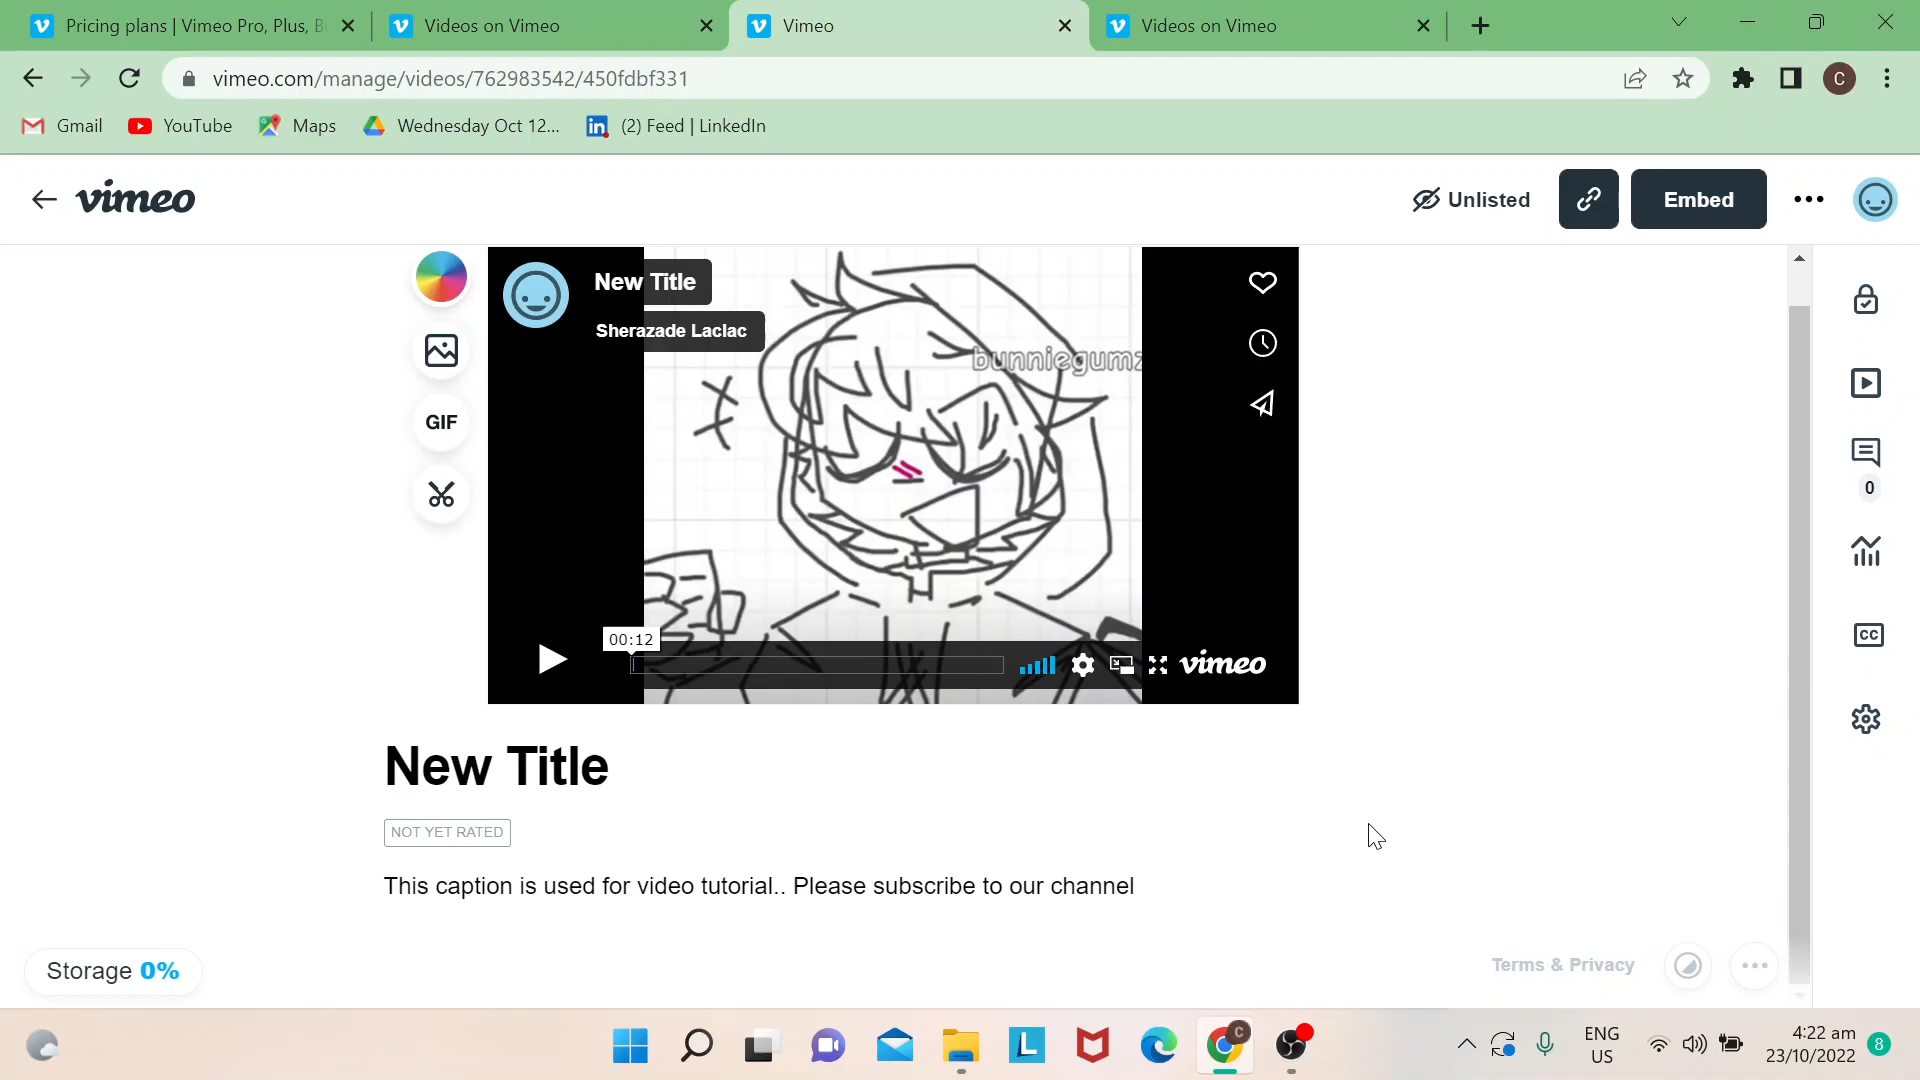 Pricing plans | Vimeo Pro, Plus, B
Videos on Vimeo
Vimeo
Videos on Vimeo
vimeo.com/manage/videos/762983542/450fdbf331
C
Gmail
YouTube
Maps
Wednesday Oct 12...
(2) Feed | LinkedIn
vimeo
Unlisted
Embed
New Title
Sherazade Laclac
bunniegumz
GIF
0
CC
00:12
vimeo
New Title
NOT YET RATED
This caption is used for video tutorial.. Please subscribe to our channel
Storage 0%
Terms & Privacy
L
C
ENG
US
4:22 am
23/10/2022
8